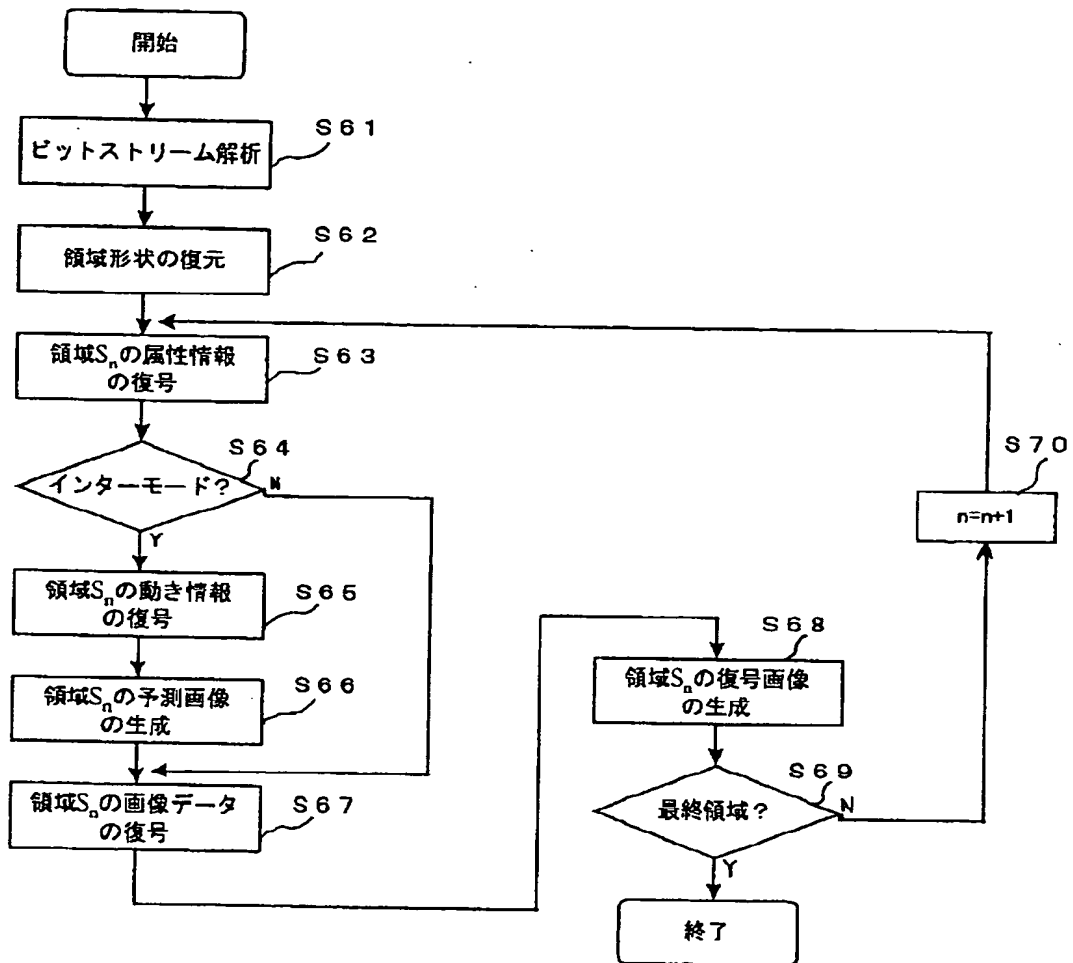 開始
ビットストリーム解析
S61
領域形状の復元
S62
領域Snの属性情報
の復号
S63
インターモード?
S64
N
Y
領域Snの動き情報
の復号
S65
領域Snの予測画像
の生成
S66
領域Snの画像データ
の復号
S67
領域Snの復号画像
の生成
S68
最終領域?
S69
N
Y
n=n+1
S70
終了